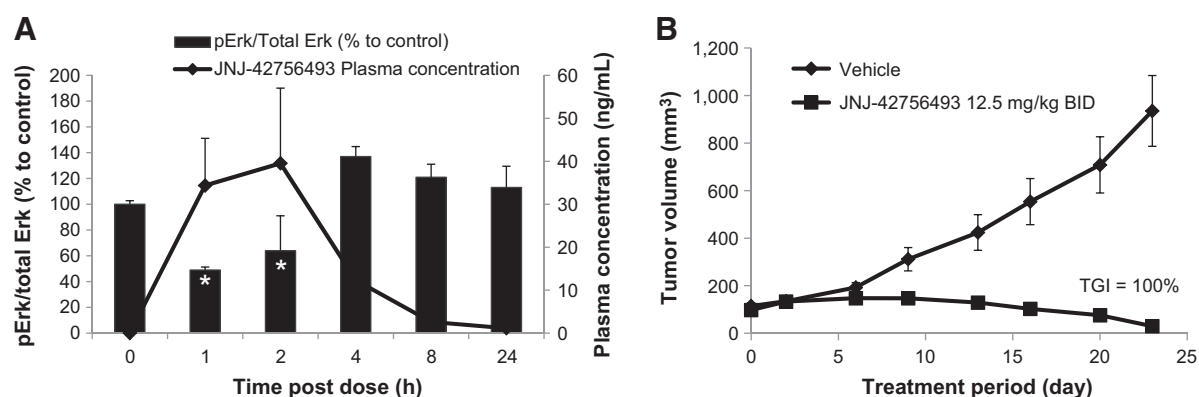 A
pErk/Total Erk (% to control)
JNJ-42756493 Plasma concentration
pErk/total Erk (% to control)
200
180
160
140
120
100
80
60
40
20
0
60
50
40
30
20
10
0
Plasma concentration (ng/mL)
*
*
0 1 2 4 8 24
Time post dose (h)
B
Tumor volume (mm³)
1,200
1,000
800
600
400
200
0
Vehicle
JNJ-42756493 12.5 mg/kg BID
TGI = 100%
0 5 10 15 20 25
Treatment period (day)